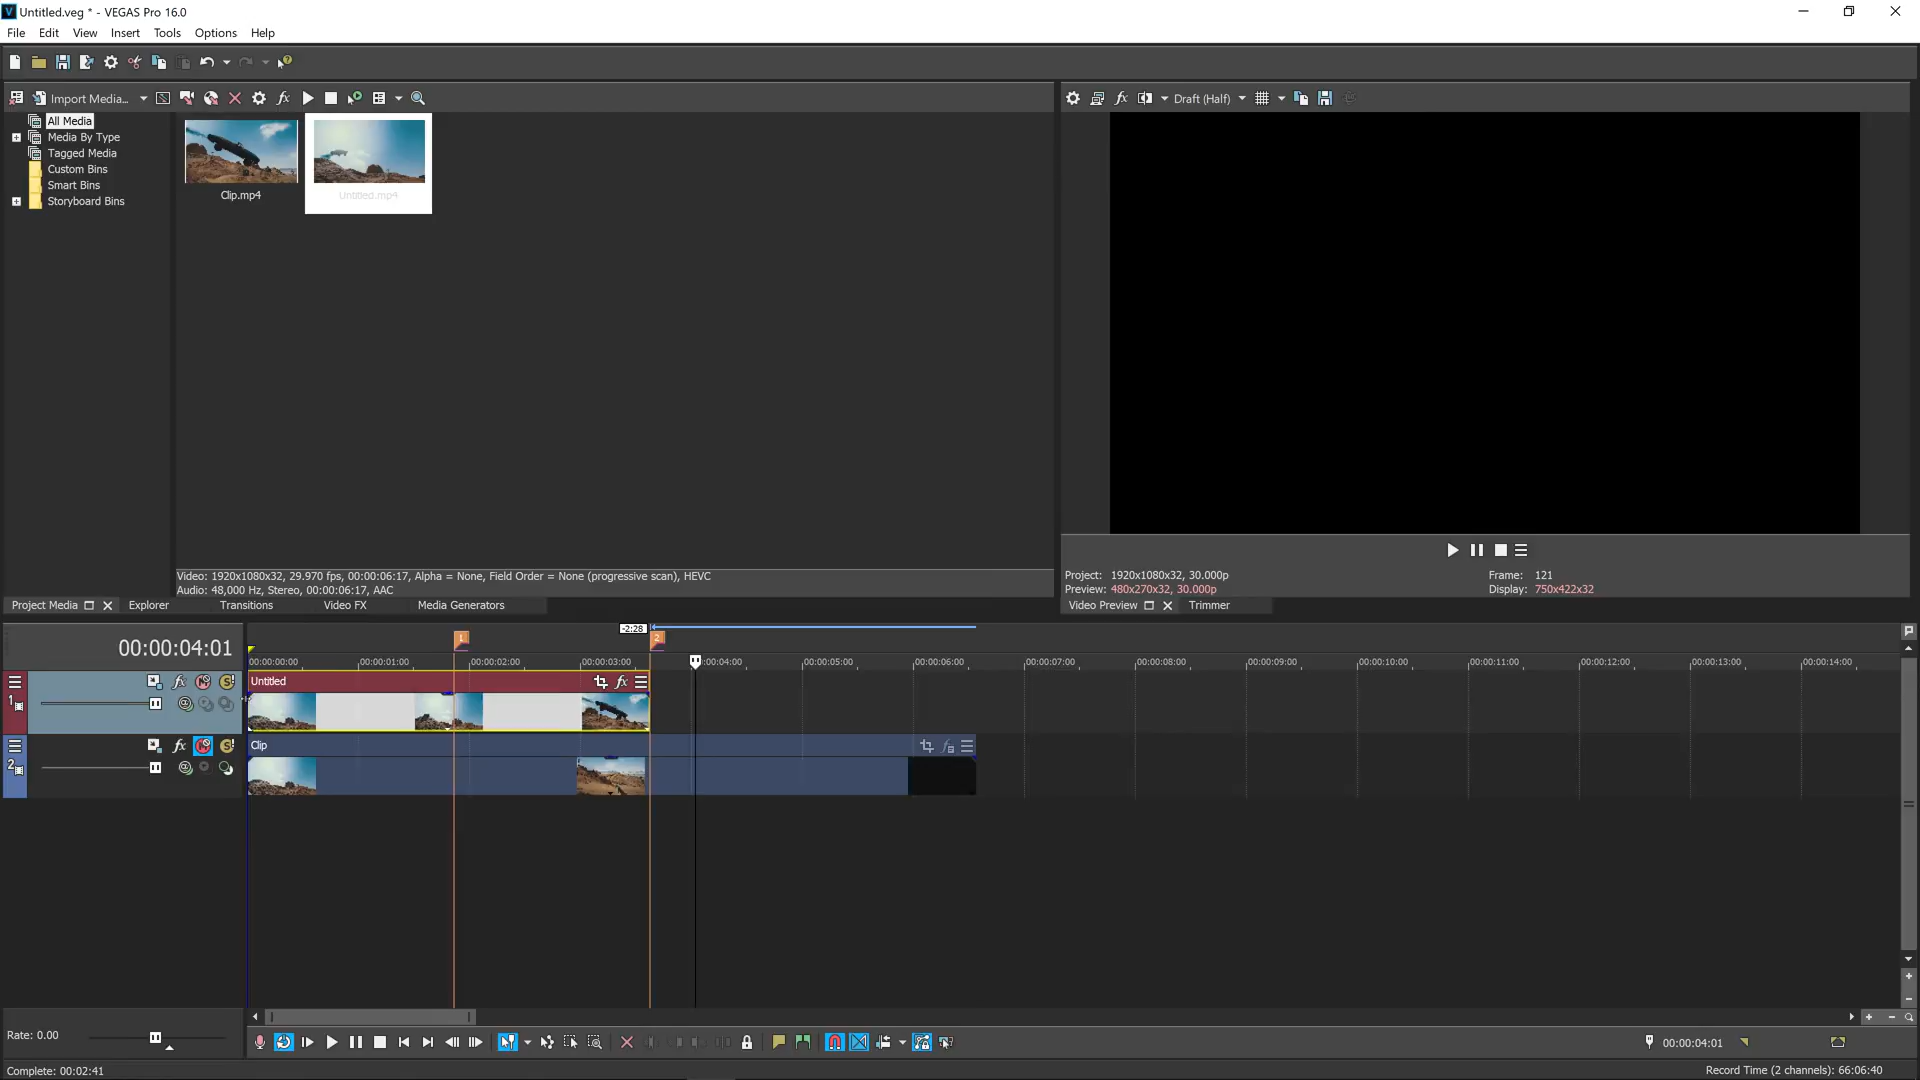 Untitled.veg * - VEGAS Pro 16.0
File Edit View Insert Tools Options Help
Import Media...
Draft (Half)
All Media
Media By Type
Tagged Media
Custom Bins
Smart Bins
Storyboard Bins
Clip.mp4
Untitled.mp4
Video: 1920x1080x32, 29.970 fps, 00:00:06:17, Alpha = None, Field Order = None (progressive scan), HEVC
Audio: 48,000 Hz, Stereo, 00:00:06:17, AAC
Project: 1920x1080x32, 30.000p
Preview: 480x270x32, 30.000p
Frame: 121
Display: 750x422x32
Project Media Explorer Transitions Video FX Media Generators
Video Preview Trimmer
00:00:04:01
-2:28
1 2
00:00:00:00 00:00:01:00 00:00:02:00 00:00:03:00 :00:04:00 00:00:05:00 00:00:06:00 00:00:07:00 00:00:08:00 00:00:09:00 00:00:10:00 00:00:11:00 00:00:12:00 00:00:13:00 00:00:14:00
1
Untitled
2
Clip
Rate: 0.00
00:00:04:01
Complete: 00:02:41
Record Time (2 channels): 66:06:40